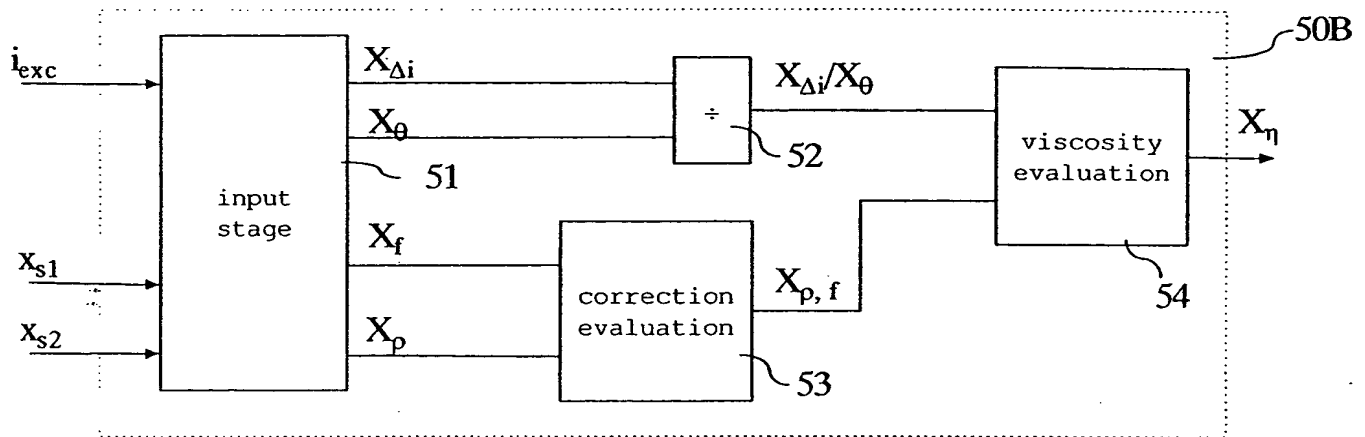 50B
i_exc
X_Δi
X_θ
÷
52
X_Δi/X_θ
viscosity
evaluation
X_η
51
input
stage
x_s1
x_s2
X_f
X_ρ
correction
evaluation
53
X_ρ, f
54